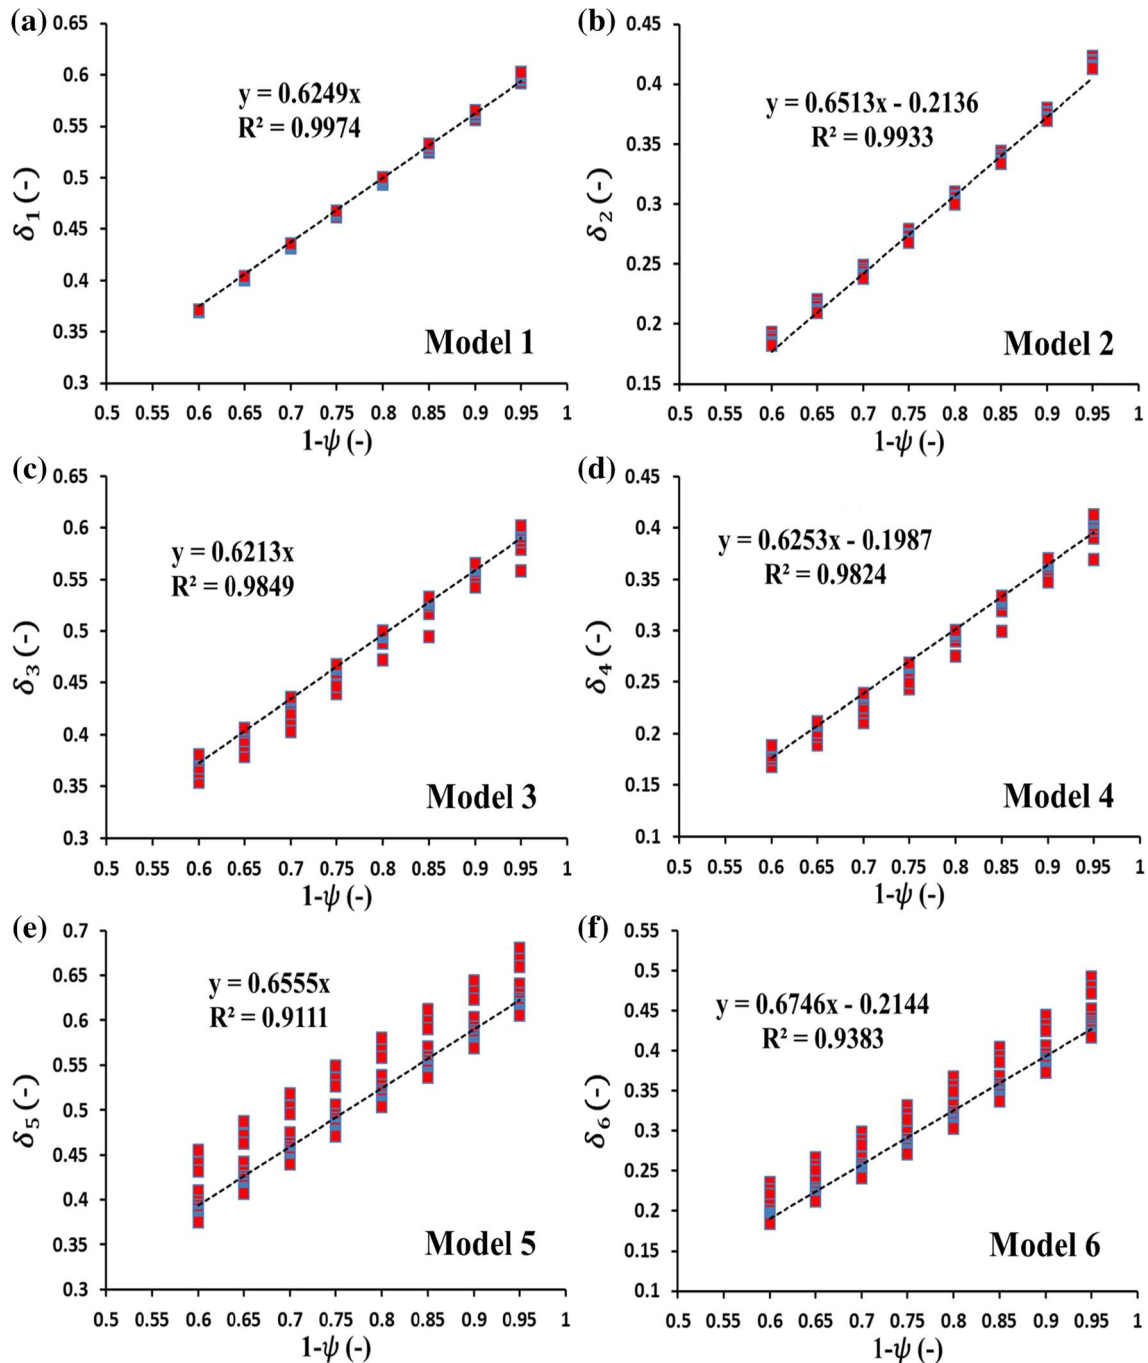 (a)
0.65
0.6
0.55
0.5
0.45
0.4
0.35
0.3
δ₁ (-)
y = 0.6249x
R² = 0.9974
Model 1
0.5 0.55 0.6 0.65 0.7 0.75 0.8 0.85 0.9 0.95 1
1-ψ (-)
(b)
0.45
0.4
0.35
0.3
0.25
0.2
0.15
δ₂ (-)
y = 0.6513x - 0.2136
R² = 0.9933
Model 2
0.5 0.55 0.6 0.65 0.7 0.75 0.8 0.85 0.9 0.95 1
1-ψ (-)
(c)
0.65
0.6
0.55
0.5
0.45
0.4
0.35
0.3
δ₃ (-)
y = 0.6213x
R² = 0.9849
Model 3
0.5 0.55 0.6 0.65 0.7 0.75 0.8 0.85 0.9 0.95 1
1-ψ (-)
(d)
0.45
0.4
0.35
0.3
0.25
0.2
0.15
0.1
δ₄ (-)
y = 0.6253x - 0.1987
R² = 0.9824
Model 4
0.5 0.55 0.6 0.65 0.7 0.75 0.8 0.85 0.9 0.95 1
1-ψ (-)
(e)
0.7
0.65
0.6
0.55
0.5
0.45
0.4
0.35
0.3
δ₅ (-)
y = 0.6555x
R² = 0.9111
Model 5
0.5 0.55 0.6 0.65 0.7 0.75 0.8 0.85 0.9 0.95 1
1-ψ (-)
(f)
0.55
0.5
0.45
0.4
0.35
0.3
0.25
0.2
0.15
0.1
δ₆ (-)
y = 0.6746x - 0.2144
R² = 0.9383
Model 6
0.5 0.55 0.6 0.65 0.7 0.75 0.8 0.85 0.9 0.95 1
1-ψ (-)